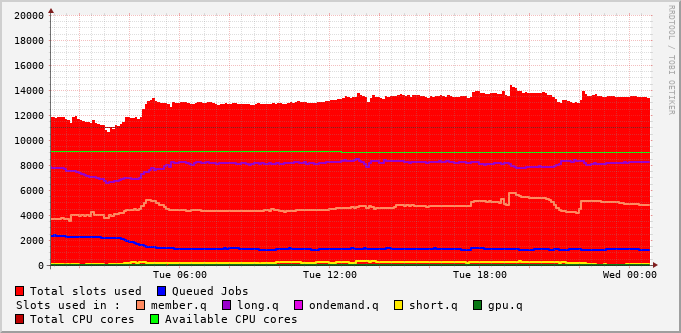 RRDTOOL / TOBI OETIKER
20000
18000
16000
14000
12000
10000
8000
6000
4000
2000
0
Tue 06:00 Tue 12:00 Tue 18:00 Wed 00:00
Total slots used Queued Jobs
Slots used in : member.q long.q ondemand.q short.q gpu.q
Total CPU cores Available CPU cores